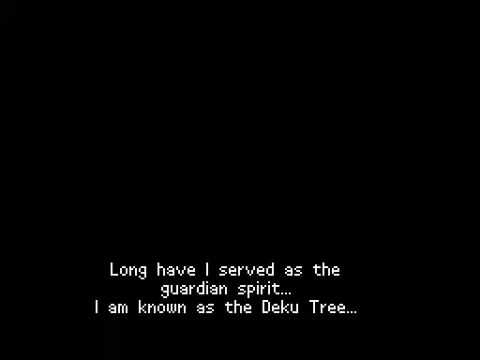 Long have I served as the
guardian spirit...
I am known as the Deku Tree...